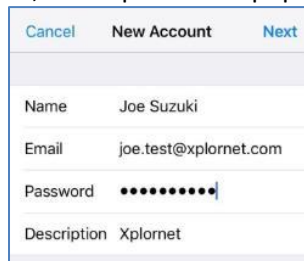 Cancel New Account Next
Name Joe Suzuki
Email joe.test@xplornet.com
Password ●●●●●●●●●●
Description Xplornet